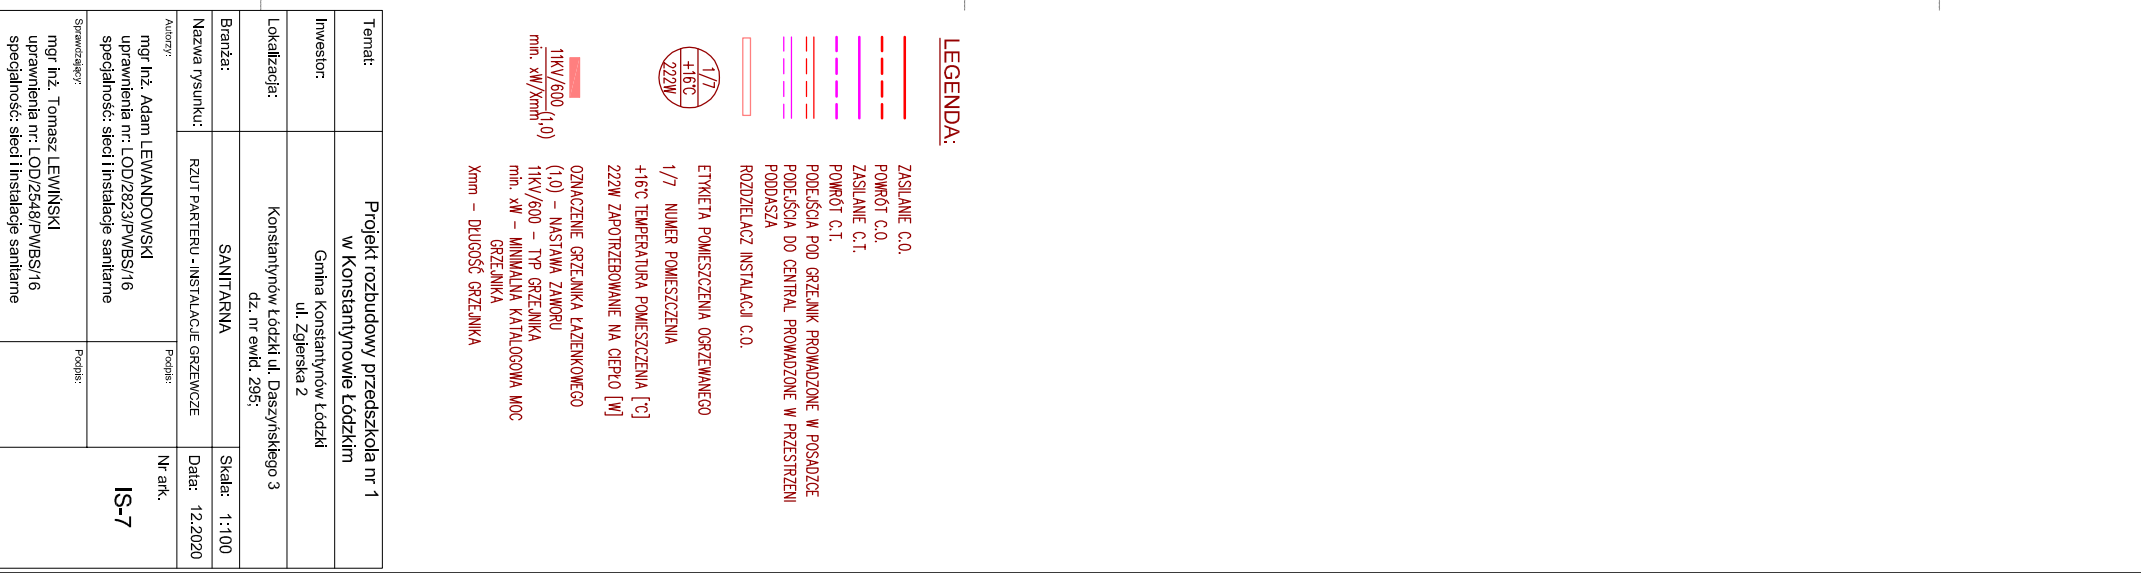 LEGENDA:
ZASILANIE C.O.
POWRÓT C.O.
ZASILANIE C.T.
POWRÓT C.T.
PODEJŚCIA POD GRZEJNIK PROWADZONE W POSADZCE
PODEJŚCIA DO CENTRAL PROWADZONE W PRZESTRZENI
PODDASZA
ROZDZIELACZ INSTALACJI C.O.
1/7
+16°C
222W
ETYKIETA POMIESZCZENIA OGRZEWANEGO
1/7 NUMER POMIESZCZENIA
+16°C TEMPERATURA POMIESZCZENIA [°C]
222W ZAPOTRZEBOWANIE NA CIEPŁO [W]
11KV/600 (1,0)
min. xW/Xmm
OZNACZENIE GRZEJNIKA ŁAZIENKOWEGO
(1,0) – NASTAWA ZAWORU
11KV/600 – TYP GRZEJNIKA
min. xW – MINIMALNA KATALOGOWA MOC
GRZEJNIKA
Xmm – DŁUGOŚĆ GRZEJNIKA
Temat:
Projekt rozbudowy przedszkola nr 1
w Konstantynowie Łódzkim
Inwestor:
Gmina Konstantynów Łódzki
ul. Zgierska 2
Lokalizacja:
Konstantynów Łódzki ul. Daszyńskiego 3
dz. nr ewid. 295;
Branża:
SANITARNA
Skala: 1:100
Nazwa rysunku:
RZUT PARTERU - INSTALACJE GRZEWCZE
Data: 12.2020
Autorzy:
mgr inż. Adam LEWANDOWSKI
uprawnienia nr: LOD/2823/PWBS/16
specjalność: sieci i instalacje sanitarne
Podpis:
Nr ark.
IS-7
Sprawdzający:
mgr inż. Tomasz LEWIŃSKI
uprawnienia nr: LOD/2548/PWBS/16
specjalność: sieci i instalacje sanitarne
Podpis: